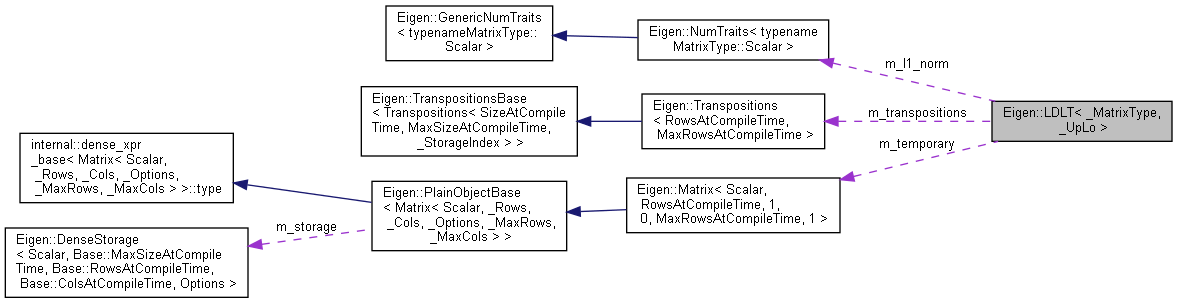 Eigen::GenericNumTraits
< typenameMatrixType::
Scalar >
Eigen::NumTraits< typename
MatrixType::Scalar >
m_l1_norm
Eigen::TranspositionsBase
< Transpositions< SizeAtCompile
Time, MaxSizeAtCompileTime,
_StorageIndex > >
Eigen::Transpositions
< RowsAtCompileTime,
MaxRowsAtCompileTime >
m_transpositions
Eigen::LDLT< _MatrixType,
_UpLo >
m_temporary
internal::dense_xpr
_base< Matrix< Scalar,
_Rows, _Cols, _Options,
_MaxRows, _MaxCols > >::type
Eigen::PlainObjectBase
< Matrix< Scalar, _Rows,
_Cols, _Options, _MaxRows,
_MaxCols > >
Eigen::Matrix< Scalar,
RowsAtCompileTime, 1,
0, MaxRowsAtCompileTime, 1 >
m_storage
Eigen::DenseStorage
< Scalar, Base::MaxSizeAtCompile
Time, Base::RowsAtCompileTime,
Base::ColsAtCompileTime, Options >